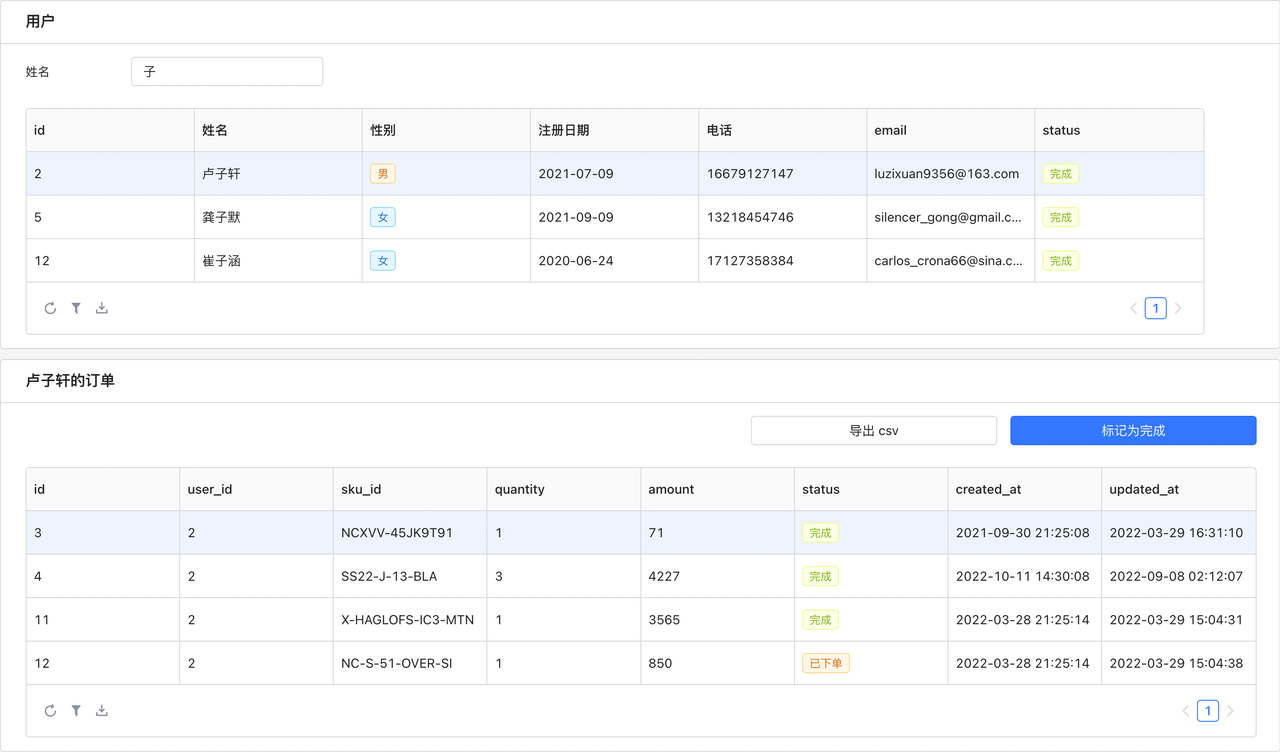 用户
姓名 子
id 姓名 性别 注册日期 电话 email status
2 卢子轩 男 2021-07-09 16679127147 luzixuan9356@163.com 完成
5 龚子默 女 2021-09-09 13218454746 silencer_gong@gmail.c... 完成
12 崔子涵 女 2020-06-24 17127358384 carlos_crona66@sina.c... 完成
1
卢子轩的订单
导出 csv 标记为完成
id user_id sku_id quantity amount status created_at updated_at
3 2 NCXVV-45JK9T91 1 71 完成 2021-09-30 21:25:08 2022-03-29 16:31:10
4 2 SS22-J-13-BLA 3 4227 完成 2022-10-11 14:30:08 2022-09-08 02:12:07
11 2 X-HAGLOFS-IC3-MTN 1 3565 完成 2022-03-28 21:25:14 2022-03-29 15:04:31
12 2 NC-S-51-OVER-SI 1 850 已下单 2022-03-28 21:25:14 2022-03-29 15:04:38
1